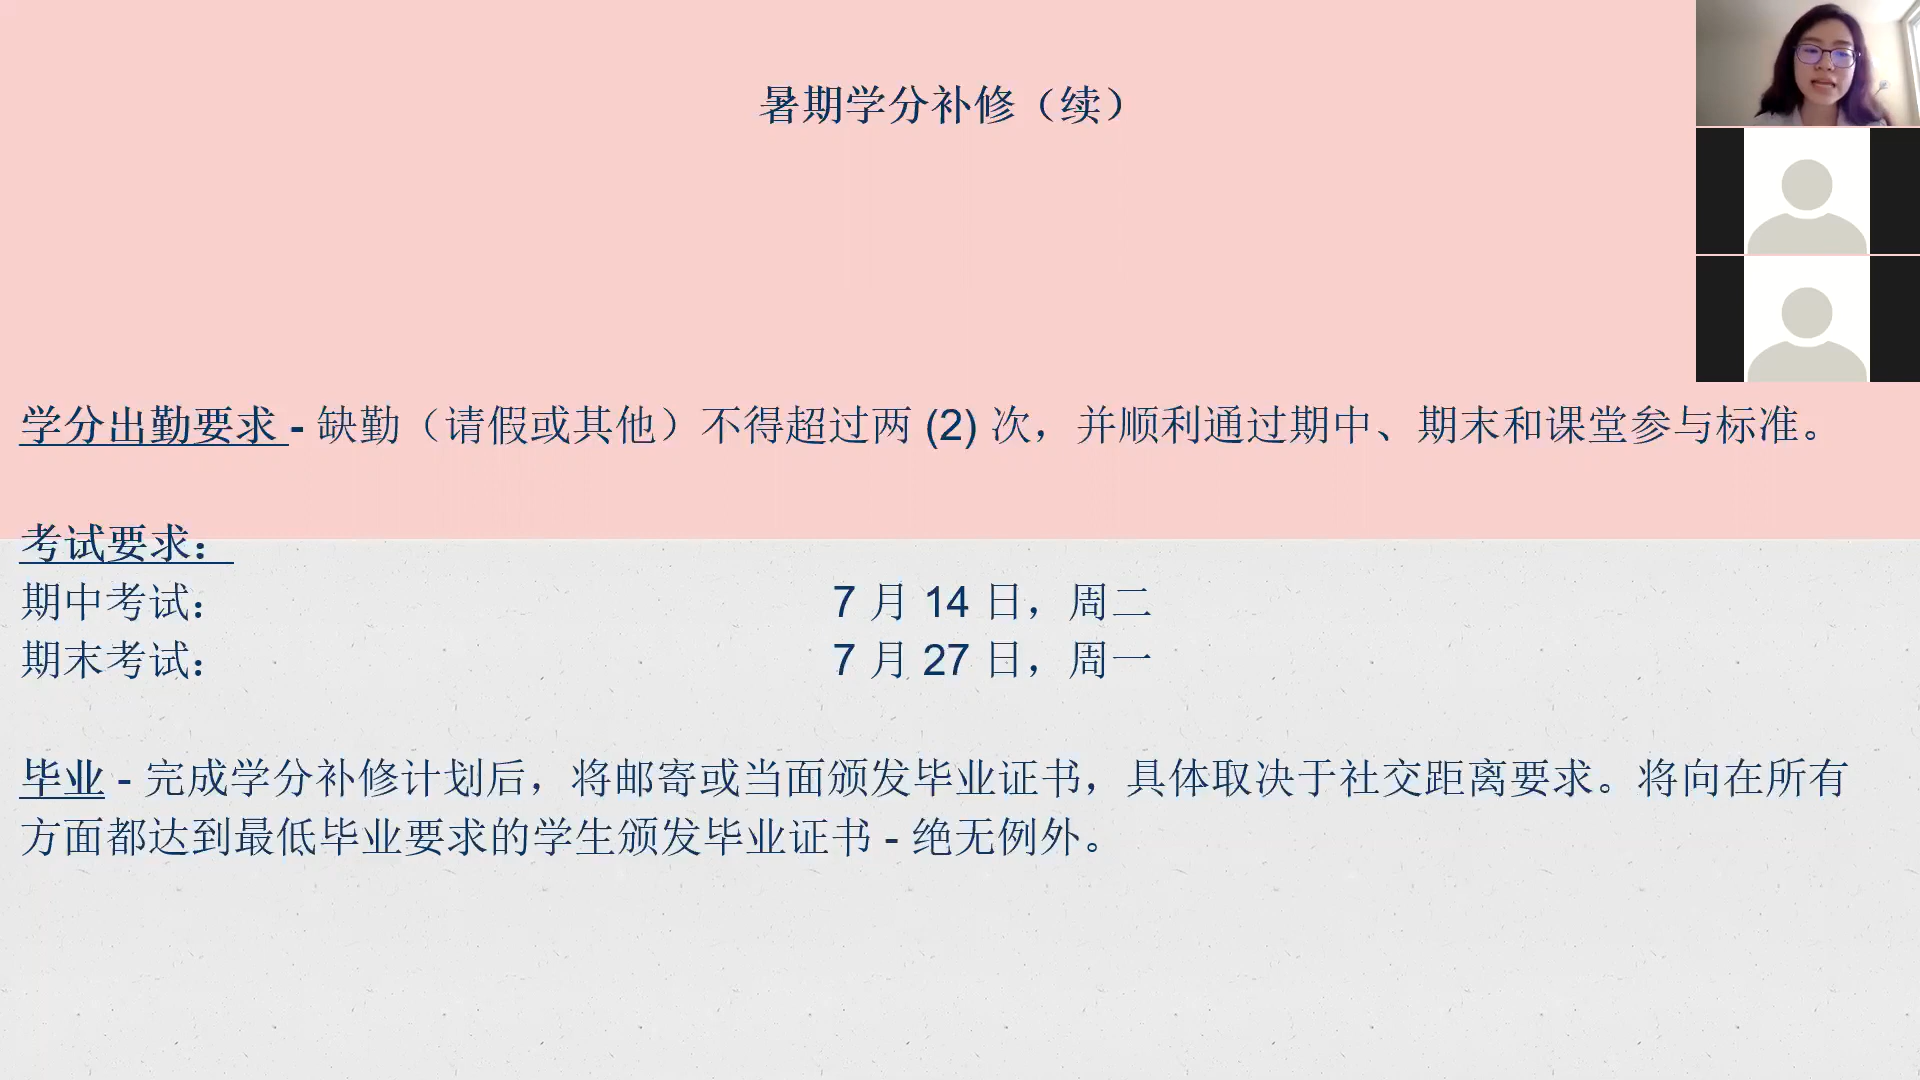 暑期学分补修（续）
学分出勤要求 - 缺勤（请假或其他）不得超过两 (2) 次，并顺利通过期中、期末和课堂参与标准。
考试要求：
期中考试： 7 月 14 日，周二
期末考试： 7 月 27 日，周一
毕业 - 完成学分补修计划后，将邮寄或当面颁发毕业证书，具体取决于社交距离要求。将向在所有
方面都达到最低毕业要求的学生颁发毕业证书 - 绝无例外。